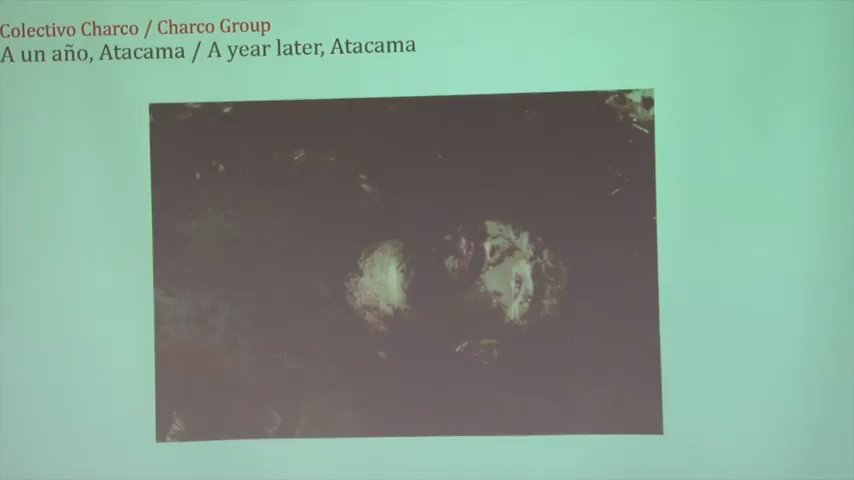 Colectivo Charco / Charco Group
A un año, Atacama / A year later, Atacama